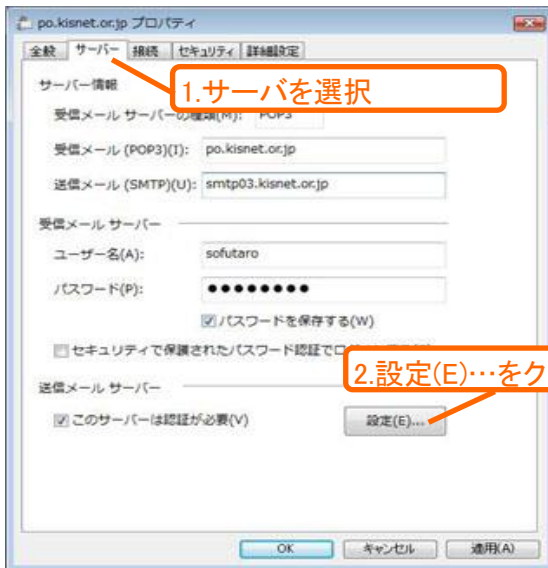 po.kisnet.or.jp プロパティ
全般 サーバー 接続 セキュリティ 詳細設定
1.サーバを選択
サーバー情報
受信メール サーバーの種類(M): POP3
受信メール (POP3)(I): po.kisnet.or.jp
送信メール (SMTP)(U): smtp03.kisnet.or.jp
受信メール サーバー
ユーザー名(A): sofutaro
パスワード(P): ●●●●●●●●
パスワードを保存する(W)
セキュリティで保護されたパスワード認証でログ
2.設定(E)…をク
送信メール サーバー
このサーバーは認証が必要(V) 設定(E)...
OK キャンセル 適用(A)